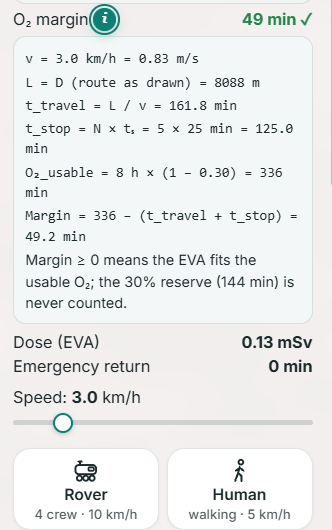 O₂ margin i 49 min ✓
v = 3.0 km/h = 0.83 m/s
L = D (route as drawn) = 8088 m
t_travel = L / v = 161.8 min
t_stop = N × tₛ = 5 × 25 min = 125.0
min
O₂_usable = 8 h × (1 − 0.30) = 336
min
Margin = 336 − (t_travel + t_stop) =
49.2 min
Margin ≥ 0 means the EVA fits the
usable O₂; the 30% reserve (144 min) is
never counted.
Dose (EVA) 0.13 mSv
Emergency return 0 min
Speed: 3.0 km/h
Rover Human
4 crew · 10 km/h walking · 5 km/h